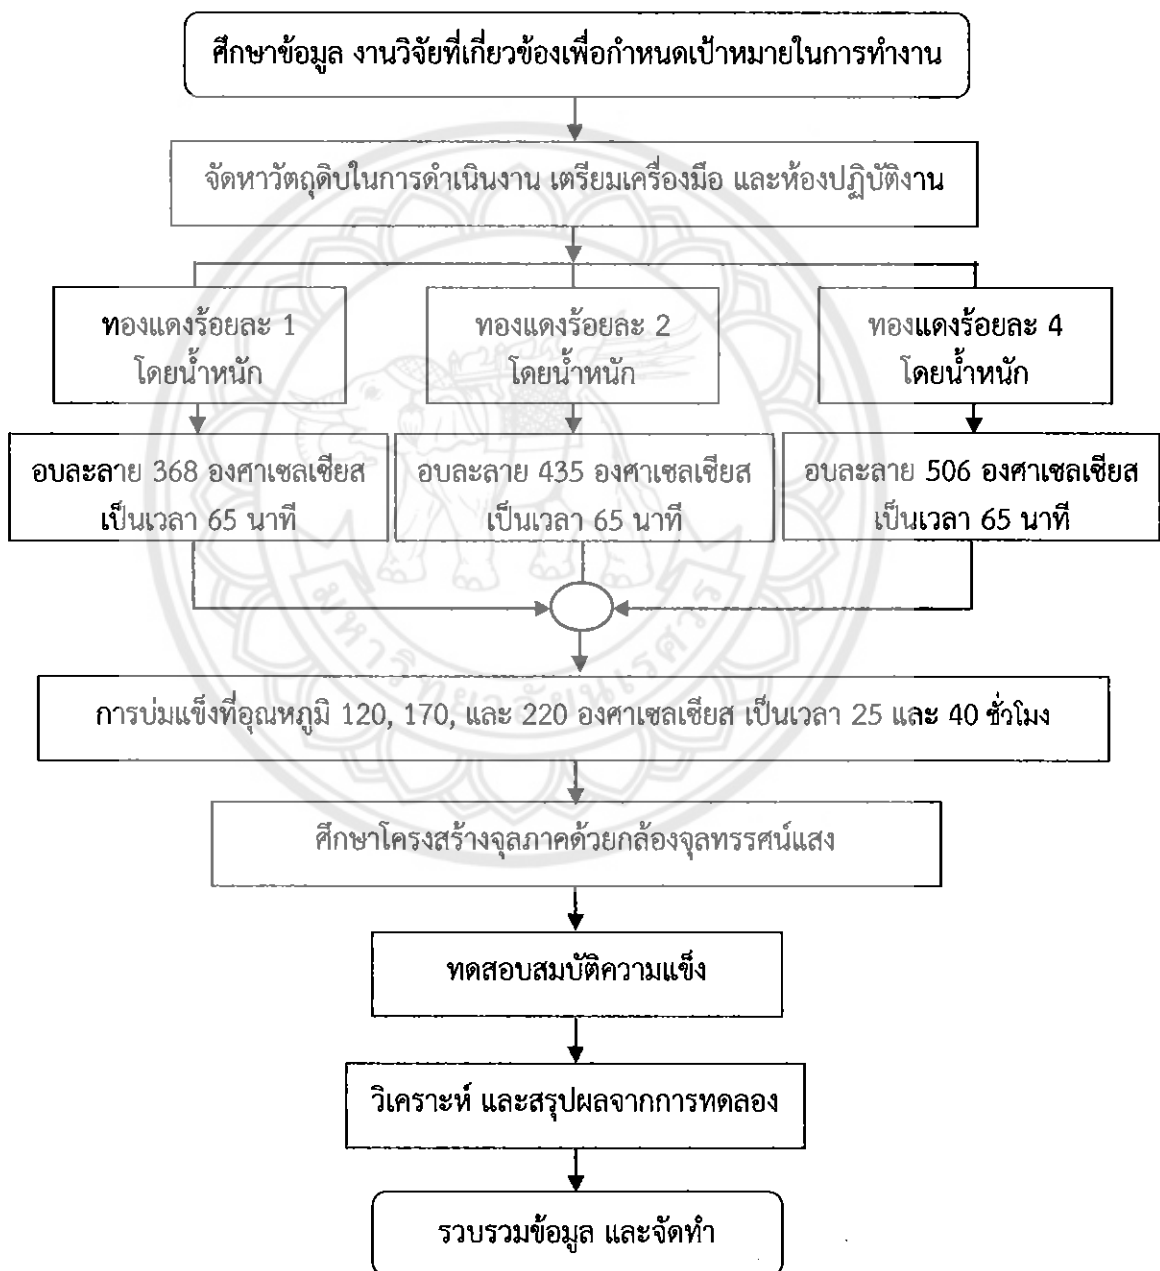 ศึกษาข้อมูล งานวิจัยที่เกี่ยวข้องเพื่อกำหนดเป้าหมายในการทำงาน
จัดหาวัตถุดิบในการดำเนินงาน เตรียมเครื่องมือ และห้องปฏิบัติงาน
ทองแดงร้อยละ 1
โดยน้ำหนัก
ทองแดงร้อยละ 2
โดยน้ำหนัก
ทองแดงร้อยละ 4
โดยน้ำหนัก
อบละลาย 368 องศาเซลเซียส
เป็นเวลา 65 นาที
อบละลาย 435 องศาเซลเซียส
เป็นเวลา 65 นาที
อบละลาย 506 องศาเซลเซียส
เป็นเวลา 65 นาที
มหาวิทยาลัยนเรศวร
การบ่มแข็งที่อุณหภูมิ 120, 170, และ 220 องศาเซลเซียส เป็นเวลา 25 และ 40 ชั่วโมง
ศึกษาโครงสร้างจุลภาคด้วยกล้องจุลทรรศน์แสง
ทดสอบสมบัติความแข็ง
วิเคราะห์ และสรุปผลจากการทดลอง
รวบรวมข้อมูล และจัดทำ